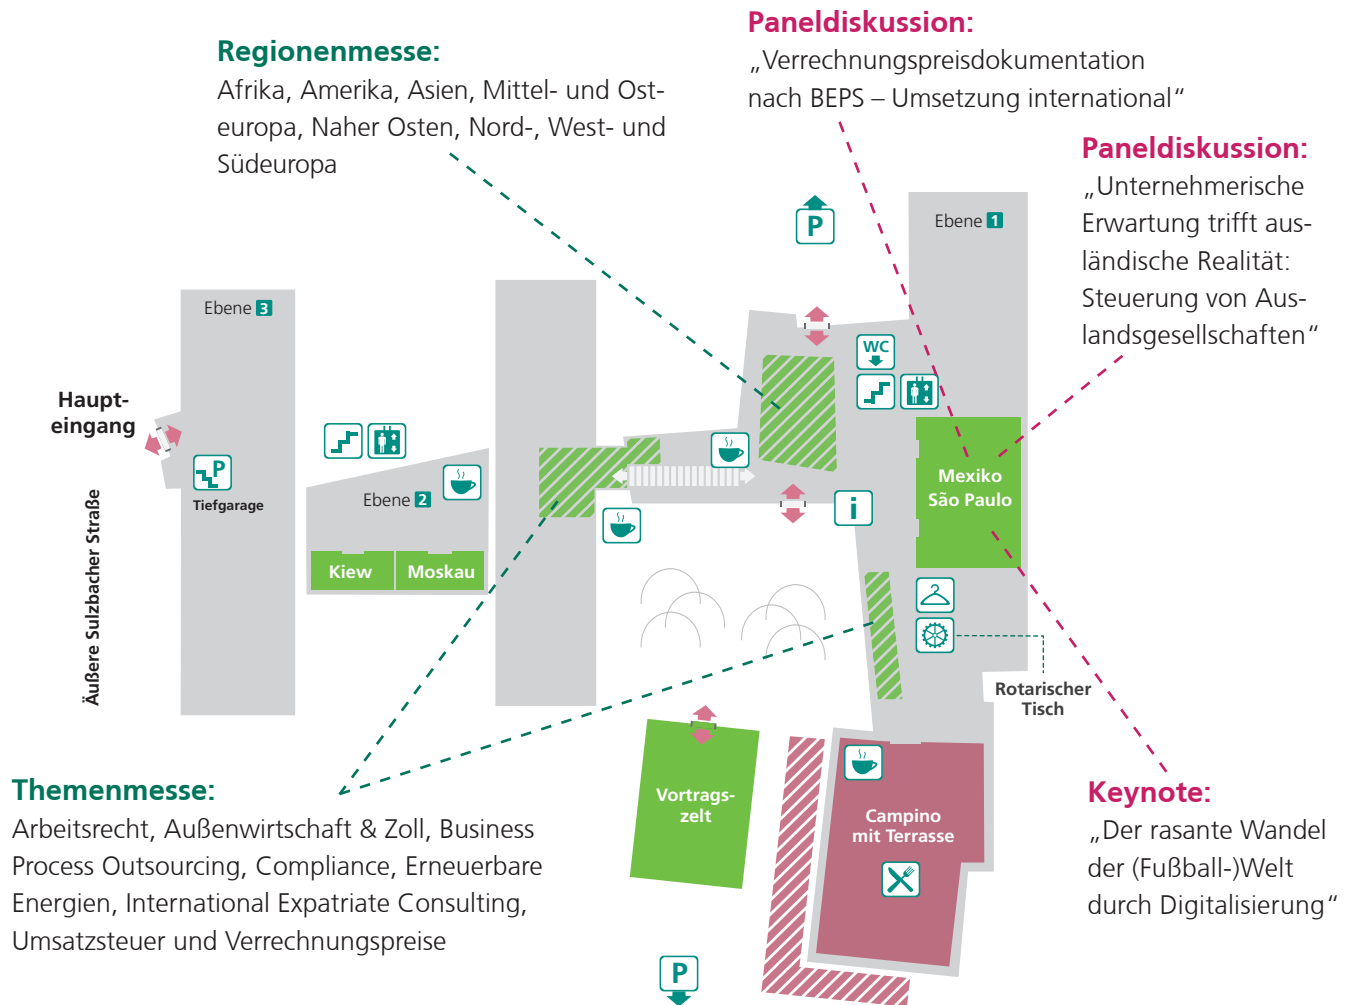 Regionenmesse:
Afrika, Amerika, Asien, Mittel- und Ost-
europa, Naher Osten, Nord-, West- und
Südeuropa
Paneldiskussion:
„Verrechnungspreisdokumentation
nach BEPS – Umsetzung international“
Paneldiskussion:
„Unternehmerische
Erwartung trifft aus-
ländische Realität:
Steuerung von Aus-
landsgesellschaften“
P
Ebene 1
Ebene 3
WC
Haupt-
eingang
P
Tiefgarage
Äußere Sulzbacher Straße
Ebene 2
Kiew
Moskau
i
Mexiko
São Paulo
Rotarischer
Tisch
Vortrags-
zelt
Campino
mit Terrasse
P
Themenmesse:
Arbeitsrecht, Außenwirtschaft & Zoll, Business
Process Outsourcing, Compliance, Erneuerbare
Energien, International Expatriate Consulting,
Umsatzsteuer und Verrechnungspreise
Keynote:
„Der rasante Wandel
der (Fußball-)Welt
durch Digitalisierung“